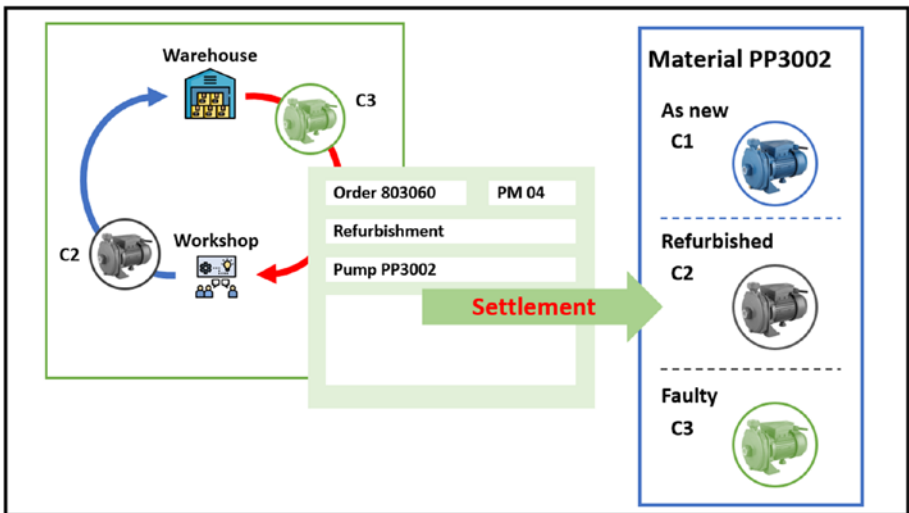 Warehouse
C3
C2
Workshop
Order 803060
PM 04
Refurbishment
Pump PP3002
Settlement
Material PP3002
As new
C1
Refurbished
C2
Faulty
C3